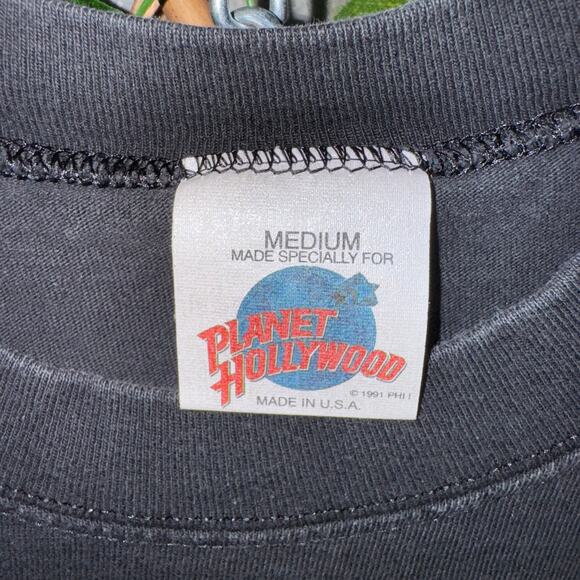 MEDIUM
MADE SPECIALLY FOR
PLANET
HOLLYWOOD
© 1991 PHI I
MADE IN U.S.A.